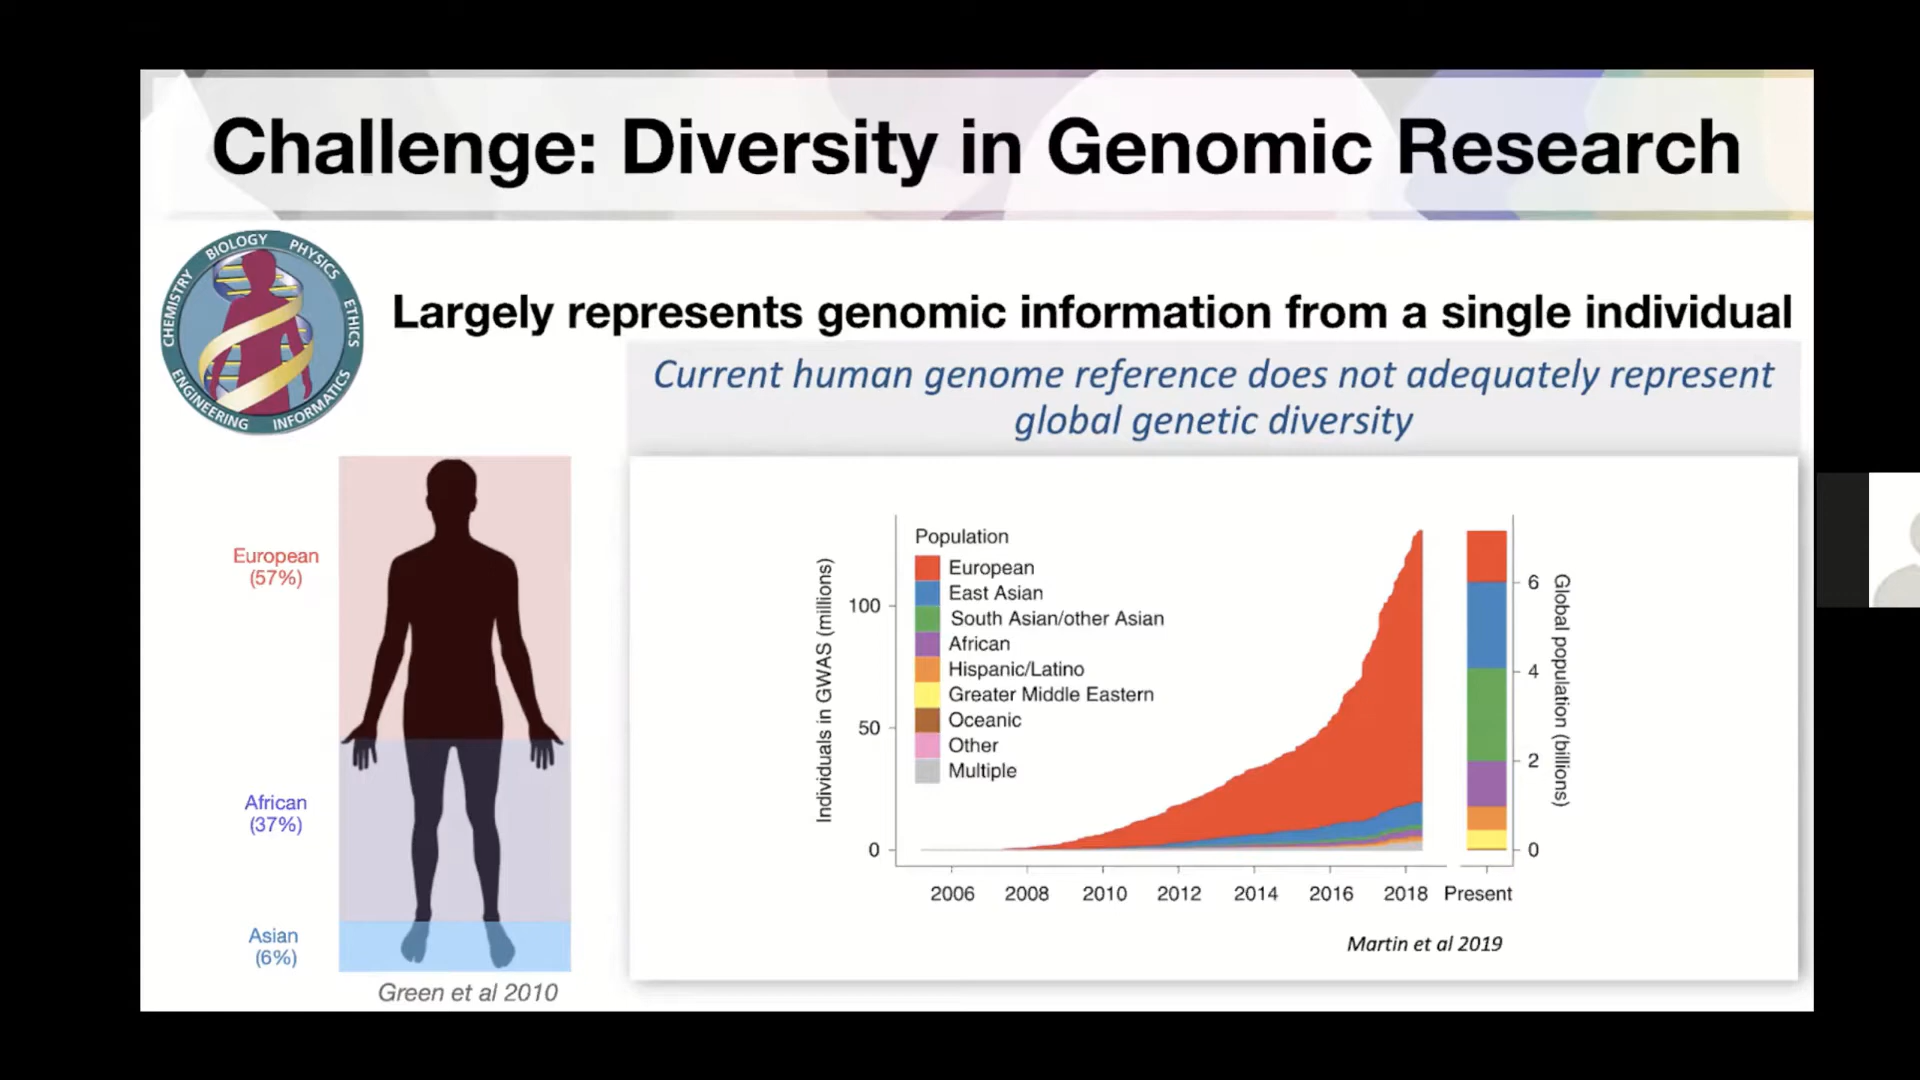 Challenge: Diversity in Genomic Research
CHEMISTRY BIOLOGY PHYSICS ETHICS
ENGINEERING INFORMATICS
Largely represents genomic information from a single individual
Current human genome reference does not adequately represent
global genetic diversity
European
(57%)
African
(37%)
Asian
(6%)
Green et al 2010
Individuals in GWAS (millions)
100
50
0
Population
European
East Asian
South Asian/other Asian
African
Hispanic/Latino
Greater Middle Eastern
Oceanic
Other
Multiple
2006 2008 2010 2012 2014 2016 2018 Present
6
4
2
0
Global population (billions)
Martin et al 2019